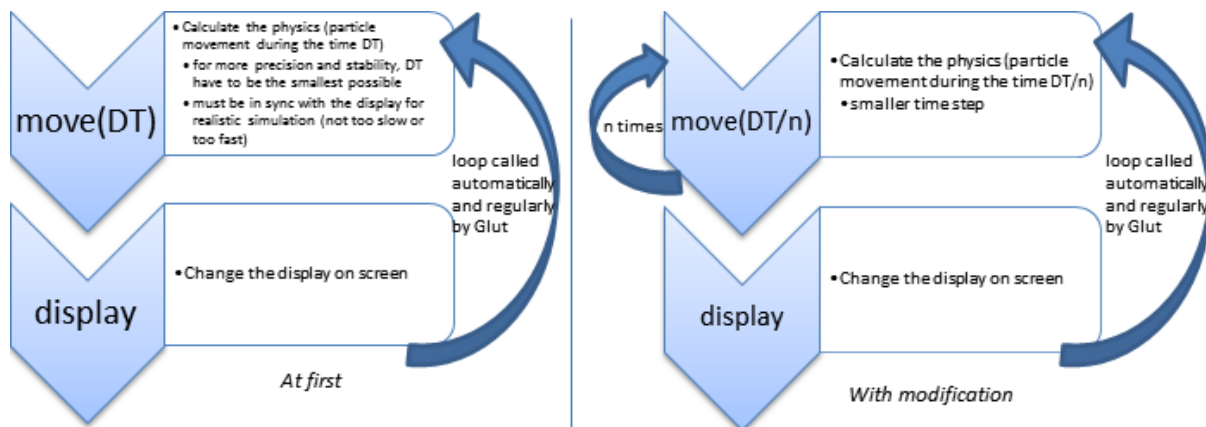 • Calculate the physics (particle
movement during the time DT)
• for more precision and stability, DT
have to be the smallest possible
• must be in sync with the display for
realistic simulation (not too slow or
too fast)
move(DT)
loop called
automatically
and regularly
by Glut
• Change the display on screen
display
At first
• Calculate the physics (particle
movement during the time DT/n)
• smaller time step
n times
move(DT/n)
loop called
automatically
and regularly
by Glut
• Change the display on screen
display
With modification